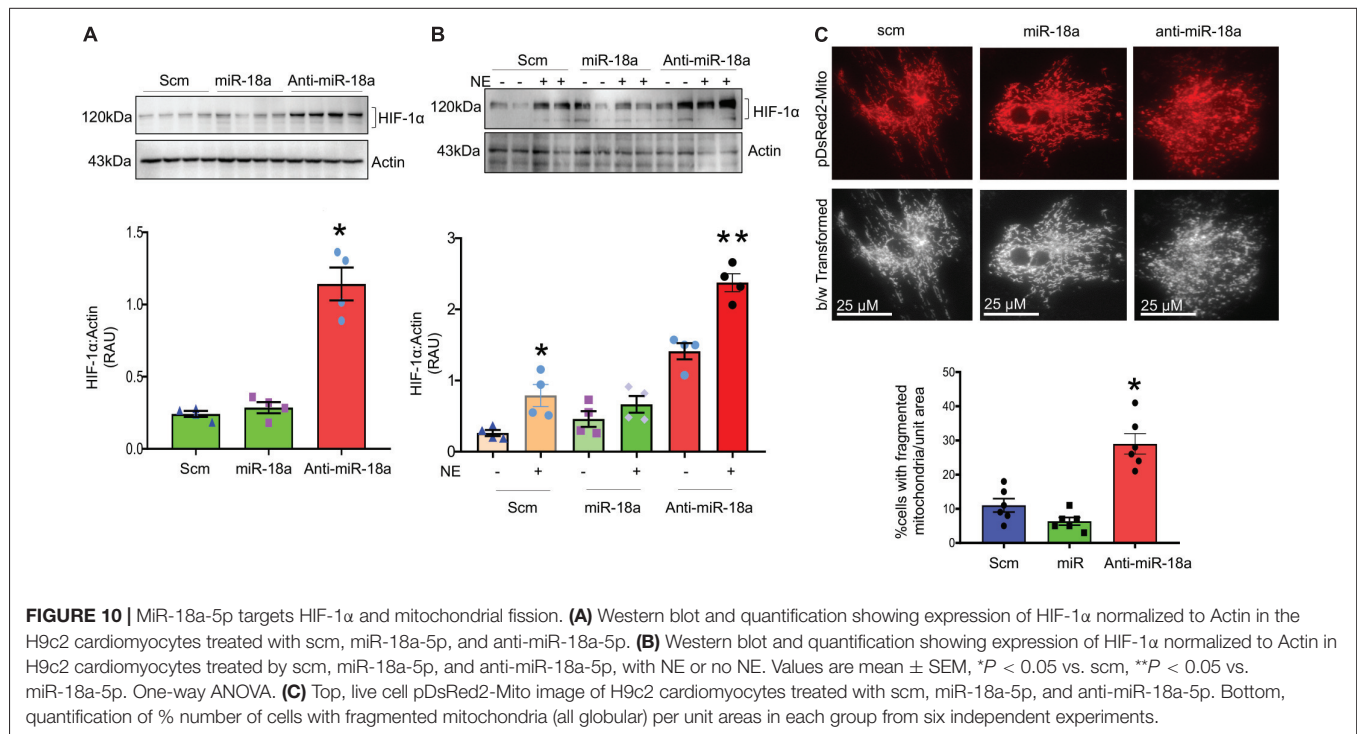 A
Scm miR-18a Anti-miR-18a
120kDa HIF-1α
43kDa Actin
HIF-1α:Actin
(RAU)
1.5
1.0
0.5
0.0
*
Scm miR-18a Anti-miR-18a
B
Scm miR-18a Anti-miR-18a
NE - - + + - - + + - - + +
120kDa HIF-1α
43kDa Actin
HIF-1α:Actin
(RAU)
3
2
1
0
*
**
NE - + - + - +
Scm miR-18a Anti-miR-18a
C
scm miR-18a anti-miR-18a
pDsRed2-Mito
b/w Transformed
25 µM 25 µM 25 µM
%cells with fragmented
mitochondria/unit area
50
40
30
20
10
0
*
Scm miR Anti-miR-18a
FIGURE 10 | MiR-18a-5p targets HIF-1α and mitochondrial fission. (A) Western blot and quantification showing expression of HIF-1α normalized to Actin in the
H9c2 cardiomyocytes treated with scm, miR-18a-5p, and anti-miR-18a-5p. (B) Western blot and quantification showing expression of HIF-1α normalized to Actin in
H9c2 cardiomyocytes treated by scm, miR-18a-5p, and anti-miR-18a-5p, with NE or no NE. Values are mean ± SEM, *P < 0.05 vs. scm, **P < 0.05 vs.
miR-18a-5p. One-way ANOVA. (C) Top, live cell pDsRed2-Mito image of H9c2 cardiomyocytes treated with scm, miR-18a-5p, and anti-miR-18a-5p. Bottom,
quantification of % number of cells with fragmented mitochondria (all globular) per unit areas in each group from six independent experiments.